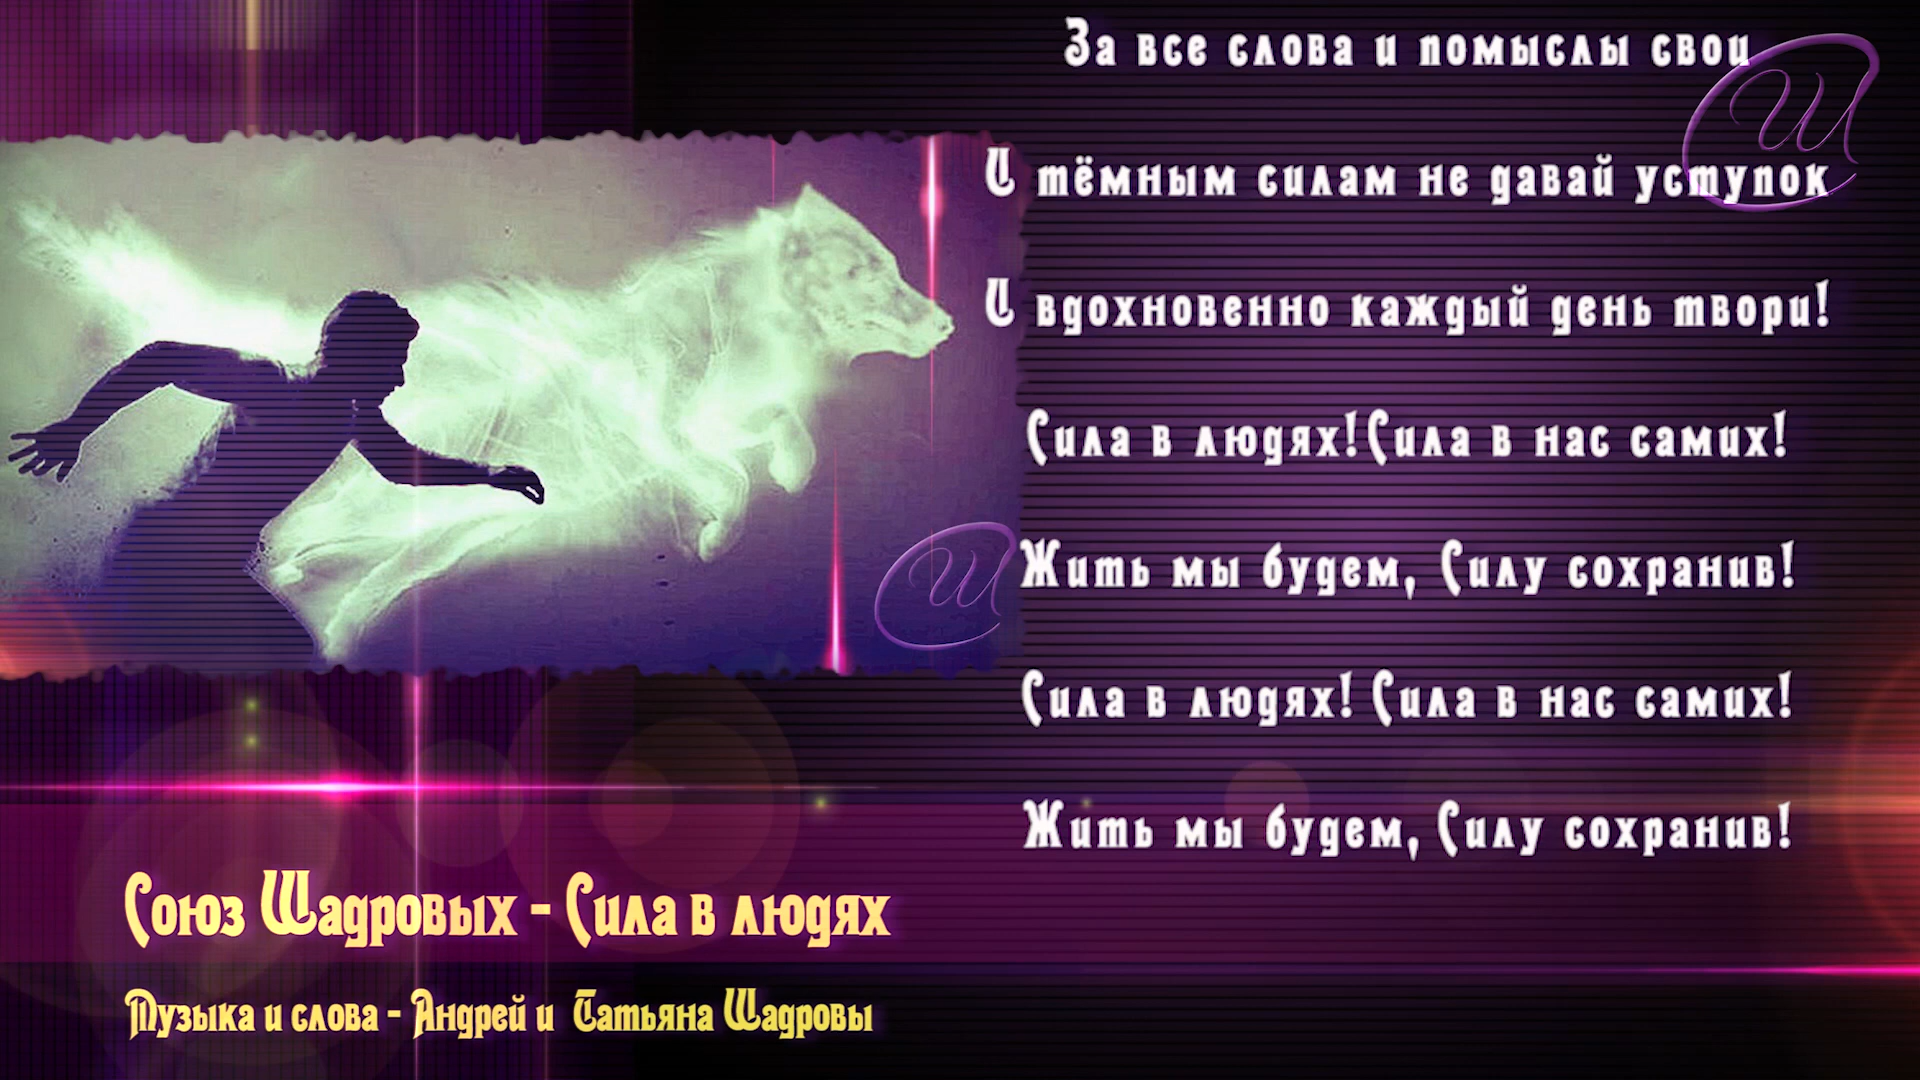 За все слова и помыслы свои
И тёмным силам не давай уступок
И вдохновенно каждый день твори!
Сила в людях!Сила в нас самих!
Жить мы будем, Силу сохранив!
Сила в людях! Сила в нас самих!
Жить мы будем, Силу сохранив!
Союз Шадровых - Сила в людях
Музыка и слова - Андрей и Татьяна Шадровы
Ш
Ш